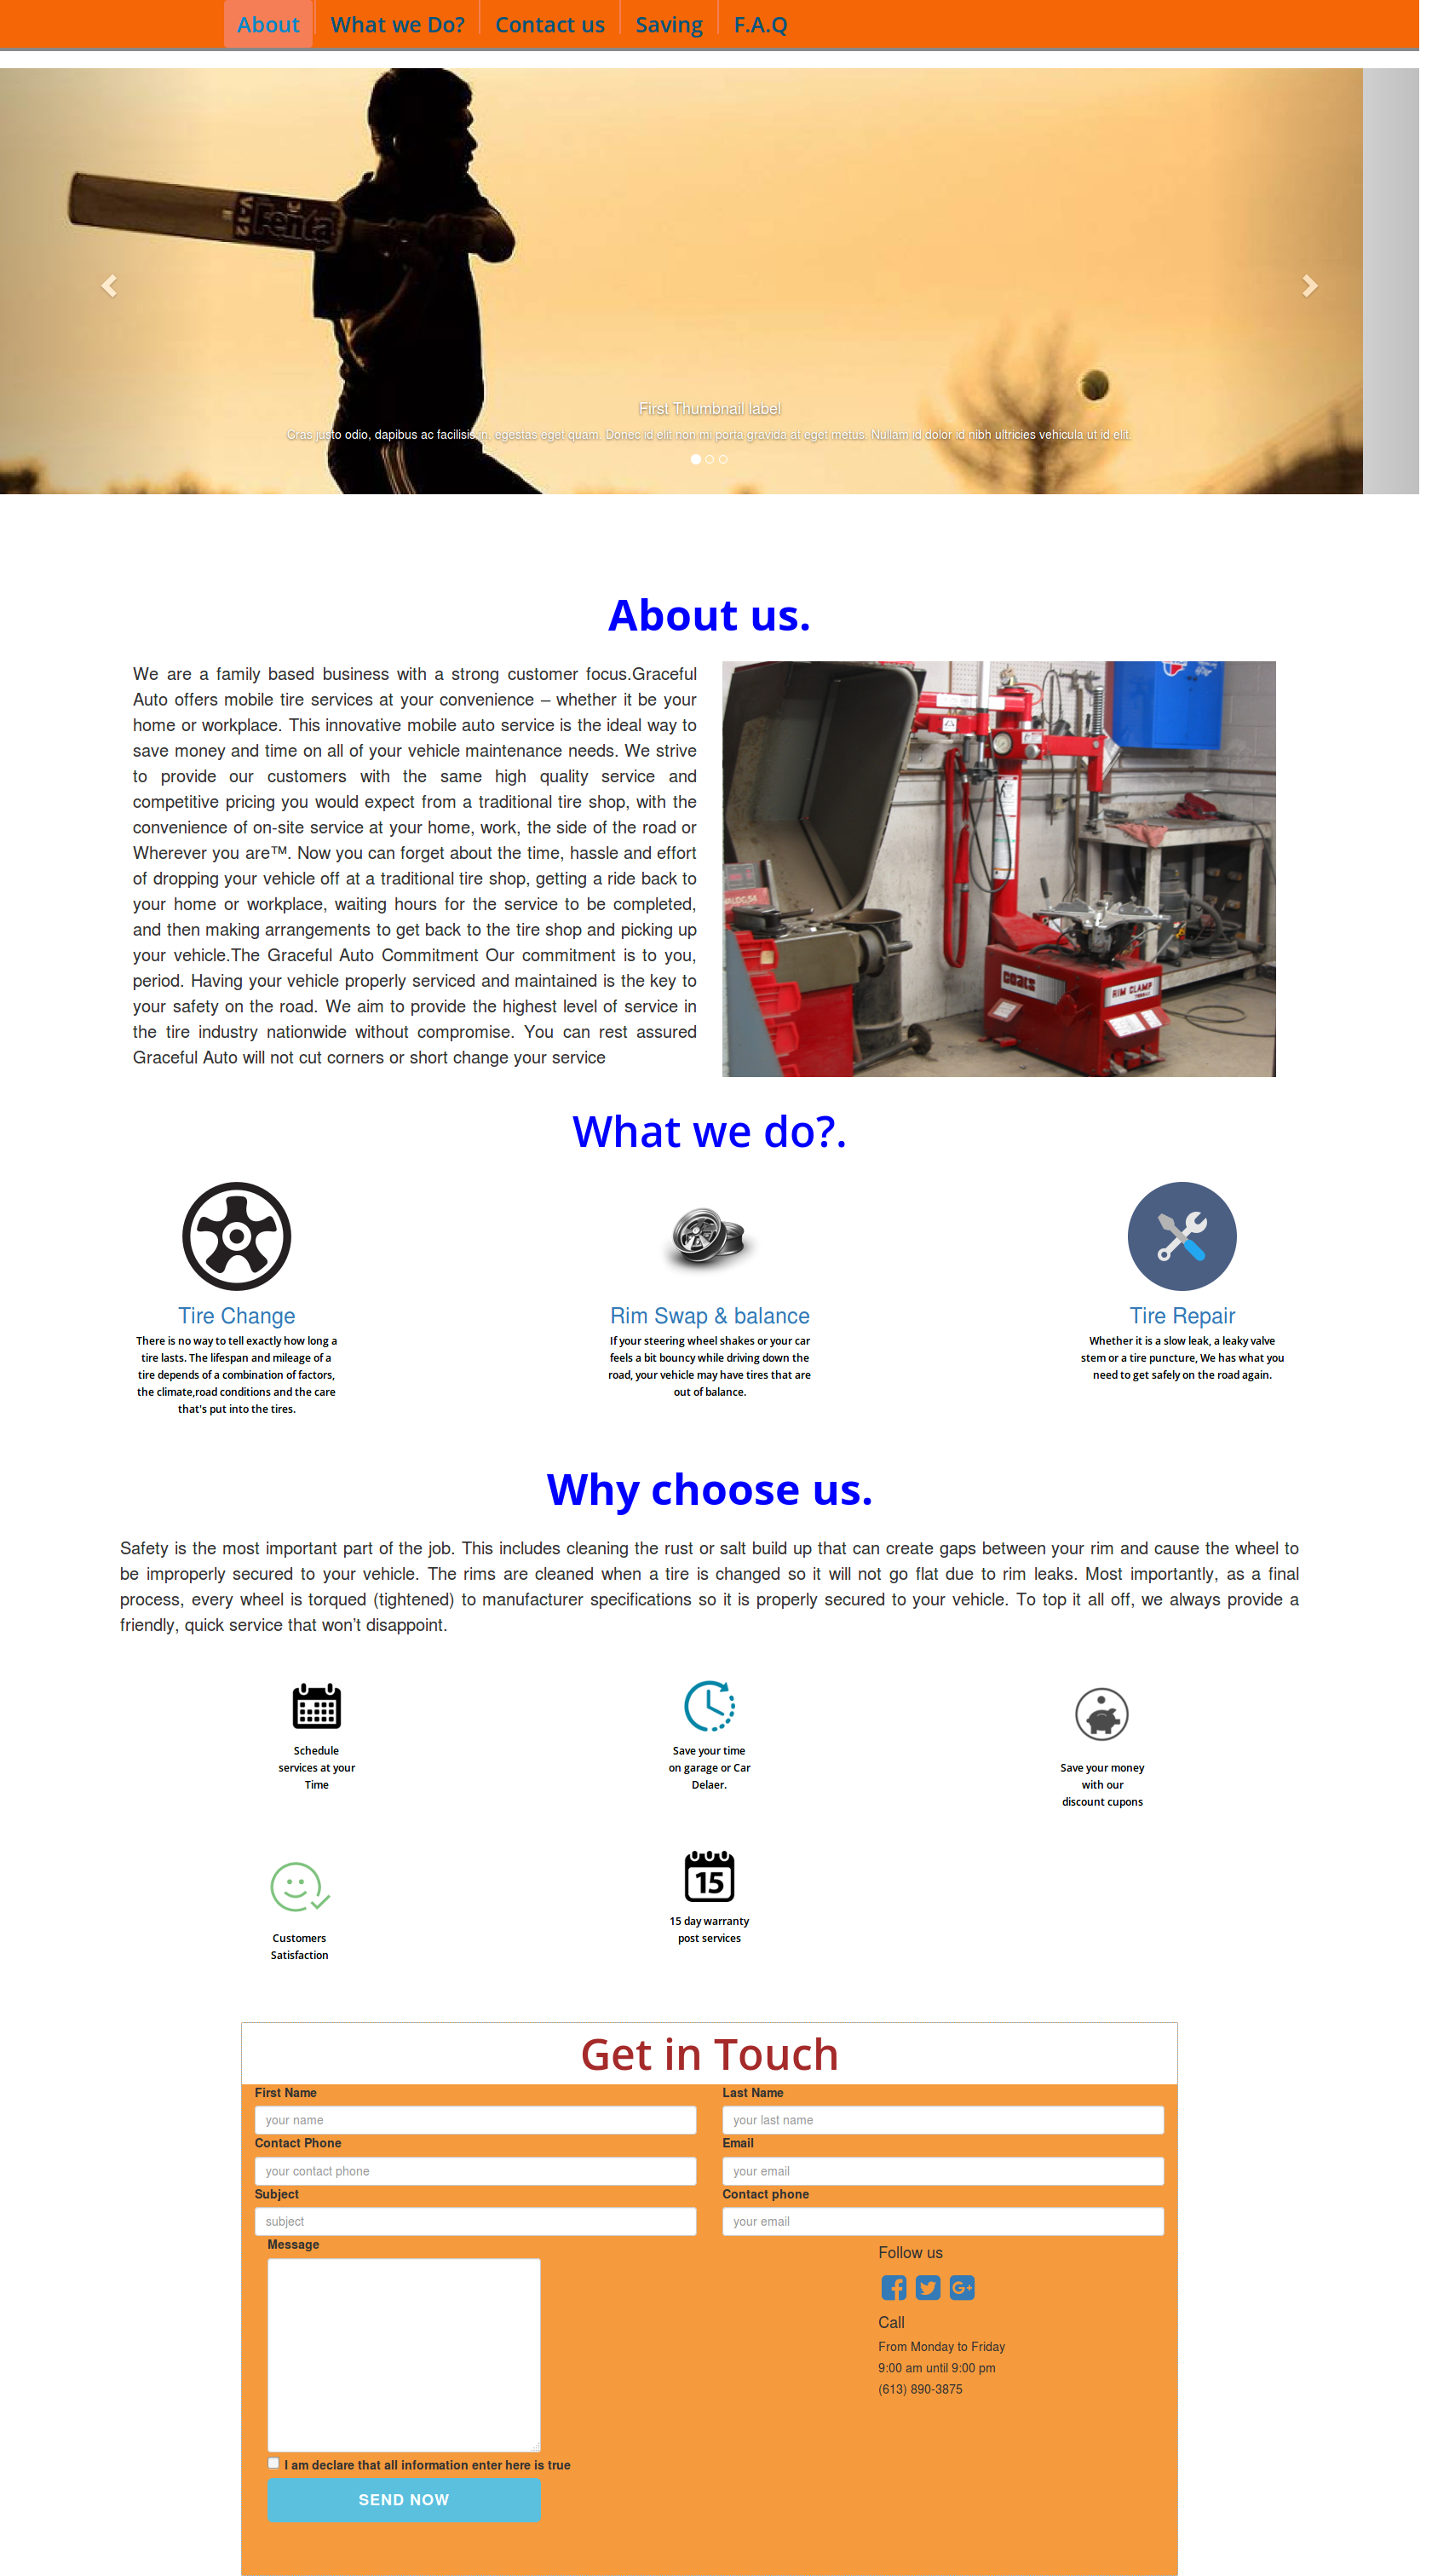 About
What we Do?
Contact us
Saving
F.A.Q
V-12
Fenta
First Thumbnail label
Cras justo odio, dapibus ac facilisis in, egestas eget quam. Donec id elit non mi porta gravida at eget metus. Nullam id dolor id nibh ultricies vehicula ut id elit.
About us.
We are a family based business with a strong customer focus.Graceful
Auto offers mobile tire services at your convenience – whether it be your
home or workplace. This innovative mobile auto service is the ideal way to
save money and time on all of your vehicle maintenance needs. We strive
to provide our customers with the same high quality service and
competitive pricing you would expect from a traditional tire shop, with the
convenience of on-site service at your home, work, the side of the road or
Wherever you are™. Now you can forget about the time, hassle and effort
of dropping your vehicle off at a traditional tire shop, getting a ride back to
your home or workplace, waiting hours for the service to be completed,
and then making arrangements to get back to the tire shop and picking up
your vehicle.The Graceful Auto Commitment Our commitment is to you,
period. Having your vehicle properly serviced and maintained is the key to
your safety on the road. We aim to provide the highest level of service in
the tire industry nationwide without compromise. You can rest assured
Graceful Auto will not cut corners or short change your service
coats
RIM CLAMP
What we do?.
Tire Change
There is no way to tell exactly how long a
tire lasts. The lifespan and mileage of a
tire depends of a combination of factors,
the climate,road conditions and the care
that's put into the tires.
Rim Swap & balance
If your steering wheel shakes or your car
feels a bit bouncy while driving down the
road, your vehicle may have tires that are
out of balance.
Tire Repair
Whether it is a slow leak, a leaky valve
stem or a tire puncture, We has what you
need to get safely on the road again.
Why choose us.
Safety is the most important part of the job. This includes cleaning the rust or salt build up that can create gaps between your rim and cause the wheel to
be improperly secured to your vehicle. The rims are cleaned when a tire is changed so it will not go flat due to rim leaks. Most importantly, as a final
process, every wheel is torqued (tightened) to manufacturer specifications so it is properly secured to your vehicle. To top it all off, we always provide a
friendly, quick service that won’t disappoint.
Schedule
services at your
Time
Save your time
on garage or Car
Delaer.
Save your money
with our
discount cupons
Customers
Satisfaction
15
15 day warranty
post services
Get in Touch
First Name
your name
Last Name
your last name
Contact Phone
your contact phone
Email
your email
Subject
subject
Contact phone
your email
Message
Follow us
Call
From Monday to Friday
9:00 am until 9:00 pm
(613) 890-3875
I am declare that all information enter here is true
SEND NOW